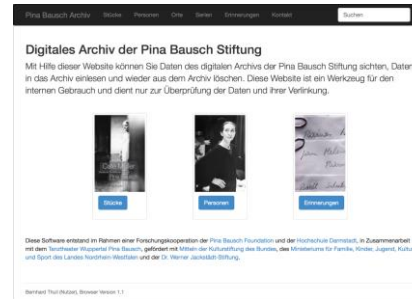 Pina Bausch Archiv Stücke Personen Orte Serien Erinnerungen Kontakt Suchen
Digitales Archiv der Pina Bausch Stiftung
Mit Hilfe dieser Website können Sie Daten des digitalen Archivs der Pina Bausch Stiftung sichten, Daten
in das Archiv einlesen und wieder aus dem Archiv löschen. Diese Website ist ein Werkzeug für den
internen Gebrauch und dient nur zur Überprüfung der Daten und ihrer Verlinkung.
Café Müller
Stücke Personen Erinnerungen
Diese Software entstand im Rahmen einer Forschungskooperation der Pina Bausch Foundation und der Hochschule Darmstadt, in Zusammenarbeit
mit dem Tanztheater Wuppertal Pina Bausch, gefördert mit Mitteln der Kulturstiftung des Bundes, des Ministeriums für Familie, Kinder, Jugend, Kultur
und Sport des Landes Nordrhein-Westfalen und der Dr. Werner Jackstädt-Stiftung.
Bernhard Thull (Nutzer), Browser Version 1.1